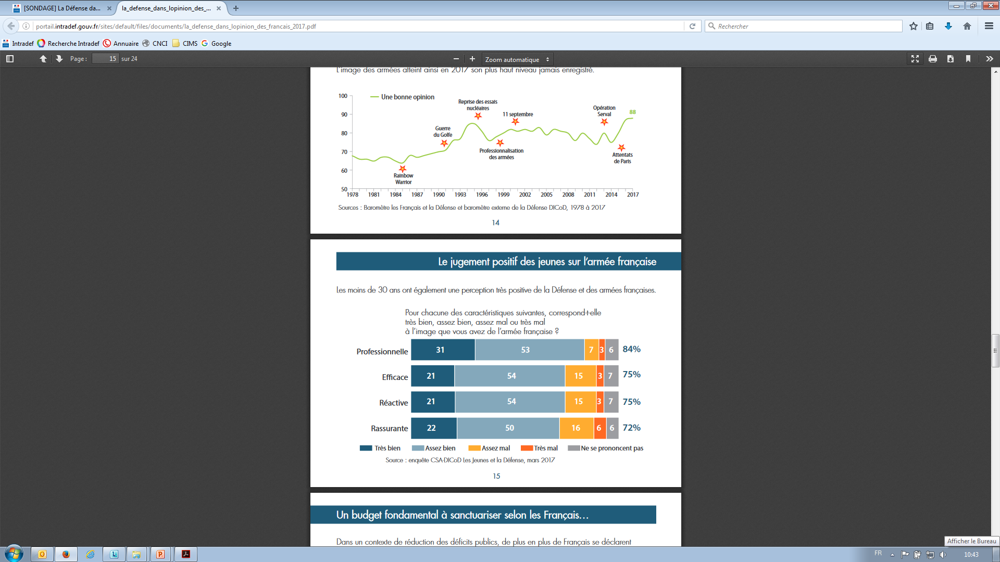 [SONDAGE] La Défense da...
la_defense_dans_lopinion_des_...
portail.intradef.gouv.fr/sites/default/files/documents/la_defense_dans_lopinion_des_francais_2017.pdf
Rechercher
Intradef Recherche Intradef Annuaire CNCI CIMS Google
Page : 15 sur 24
Zoom automatique
L'image des armées atteint ainsi en 2017 son plus haut niveau jamais enregistré.
100
90
80
70
60
50
Une bonne opinion
Reprise des essais
nucléaires
11 septembre
Opération
Serval
88
Guerre
du Golfe
Professionnalisation
des armées
Attentats
de Paris
Rainbow
Warrior
1978 1981 1984 1987 1990 1993 1996 1999 2002 2005 2008 2011 2014 2017
Sources : Baromètre les Français et la Défense et baromètre externe de la Défense DICoD, 1978 à 2017
14
Le jugement positif des jeunes sur l'armée française
Les moins de 30 ans ont également une perception très positive de la Défense et des armées françaises.
Pour chacune des caractéristiques suivantes, correspond-t-elle
très bien, assez bien, assez mal ou très mal
à l'image que vous avez de l'armée française ?
Professionnelle 31 53 7 3 6 84%
Efficace 21 54 15 3 7 75%
Réactive 21 54 15 3 7 75%
Rassurante 22 50 16 6 6 72%
Très bien Assez bien Assez mal Très mal Ne se prononcent pas
Source : enquête CSA-DICoD Les Jeunes et la Défense, mars 2017
15
Un budget fondamental à sanctuariser selon les Français...
Dans un contexte de réduction des déficits publics, de plus en plus de Français se déclarent
Afficher le Bureau
FR
10:43